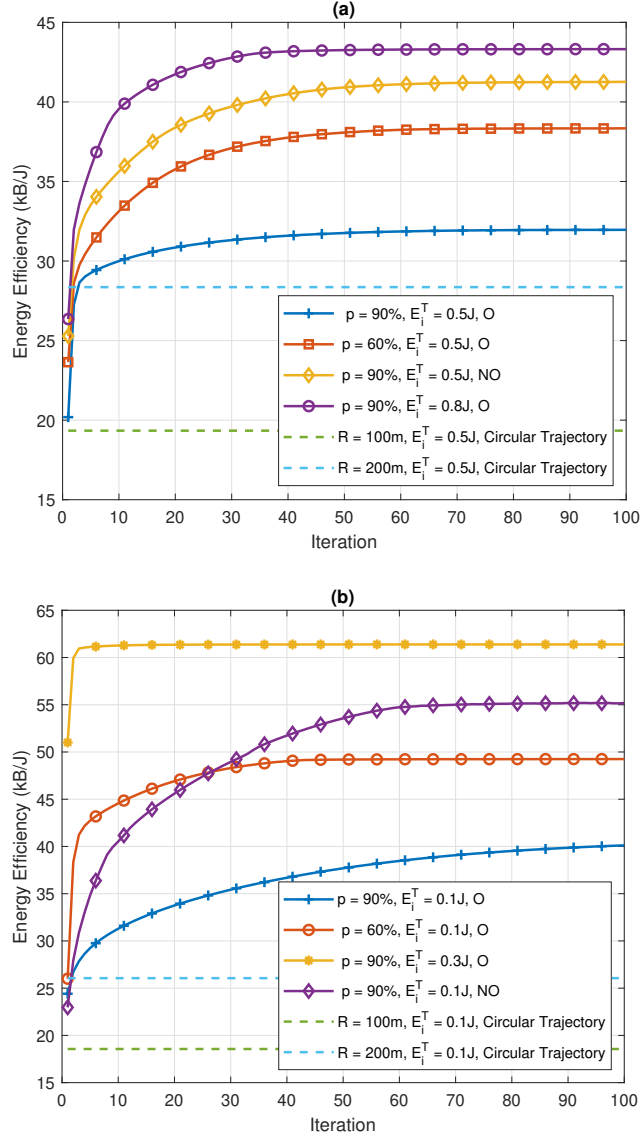 (a)
45
40
35
30
25
20
15
Energy Efficiency (kB/J)
p = 90%, E_i^T = 0.5J, O
p = 60%, E_i^T = 0.5J, O
p = 90%, E_i^T = 0.5J, NO
p = 90%, E_i^T = 0.8J, O
R = 100m, E_i^T = 0.5J, Circular Trajectory
R = 200m, E_i^T = 0.5J, Circular Trajectory
0 10 20 30 40 50 60 70 80 90 100
Iteration
(b)
65
60
55
50
45
40
35
30
25
20
15
Energy Efficiency (kB/J)
p = 90%, E_i^T = 0.1J, O
p = 60%, E_i^T = 0.1J, O
p = 90%, E_i^T = 0.3J, O
p = 90%, E_i^T = 0.1J, NO
R = 100m, E_i^T = 0.1J, Circular Trajectory
R = 200m, E_i^T = 0.1J, Circular Trajectory
0 10 20 30 40 50 60 70 80 90 100
Iteration